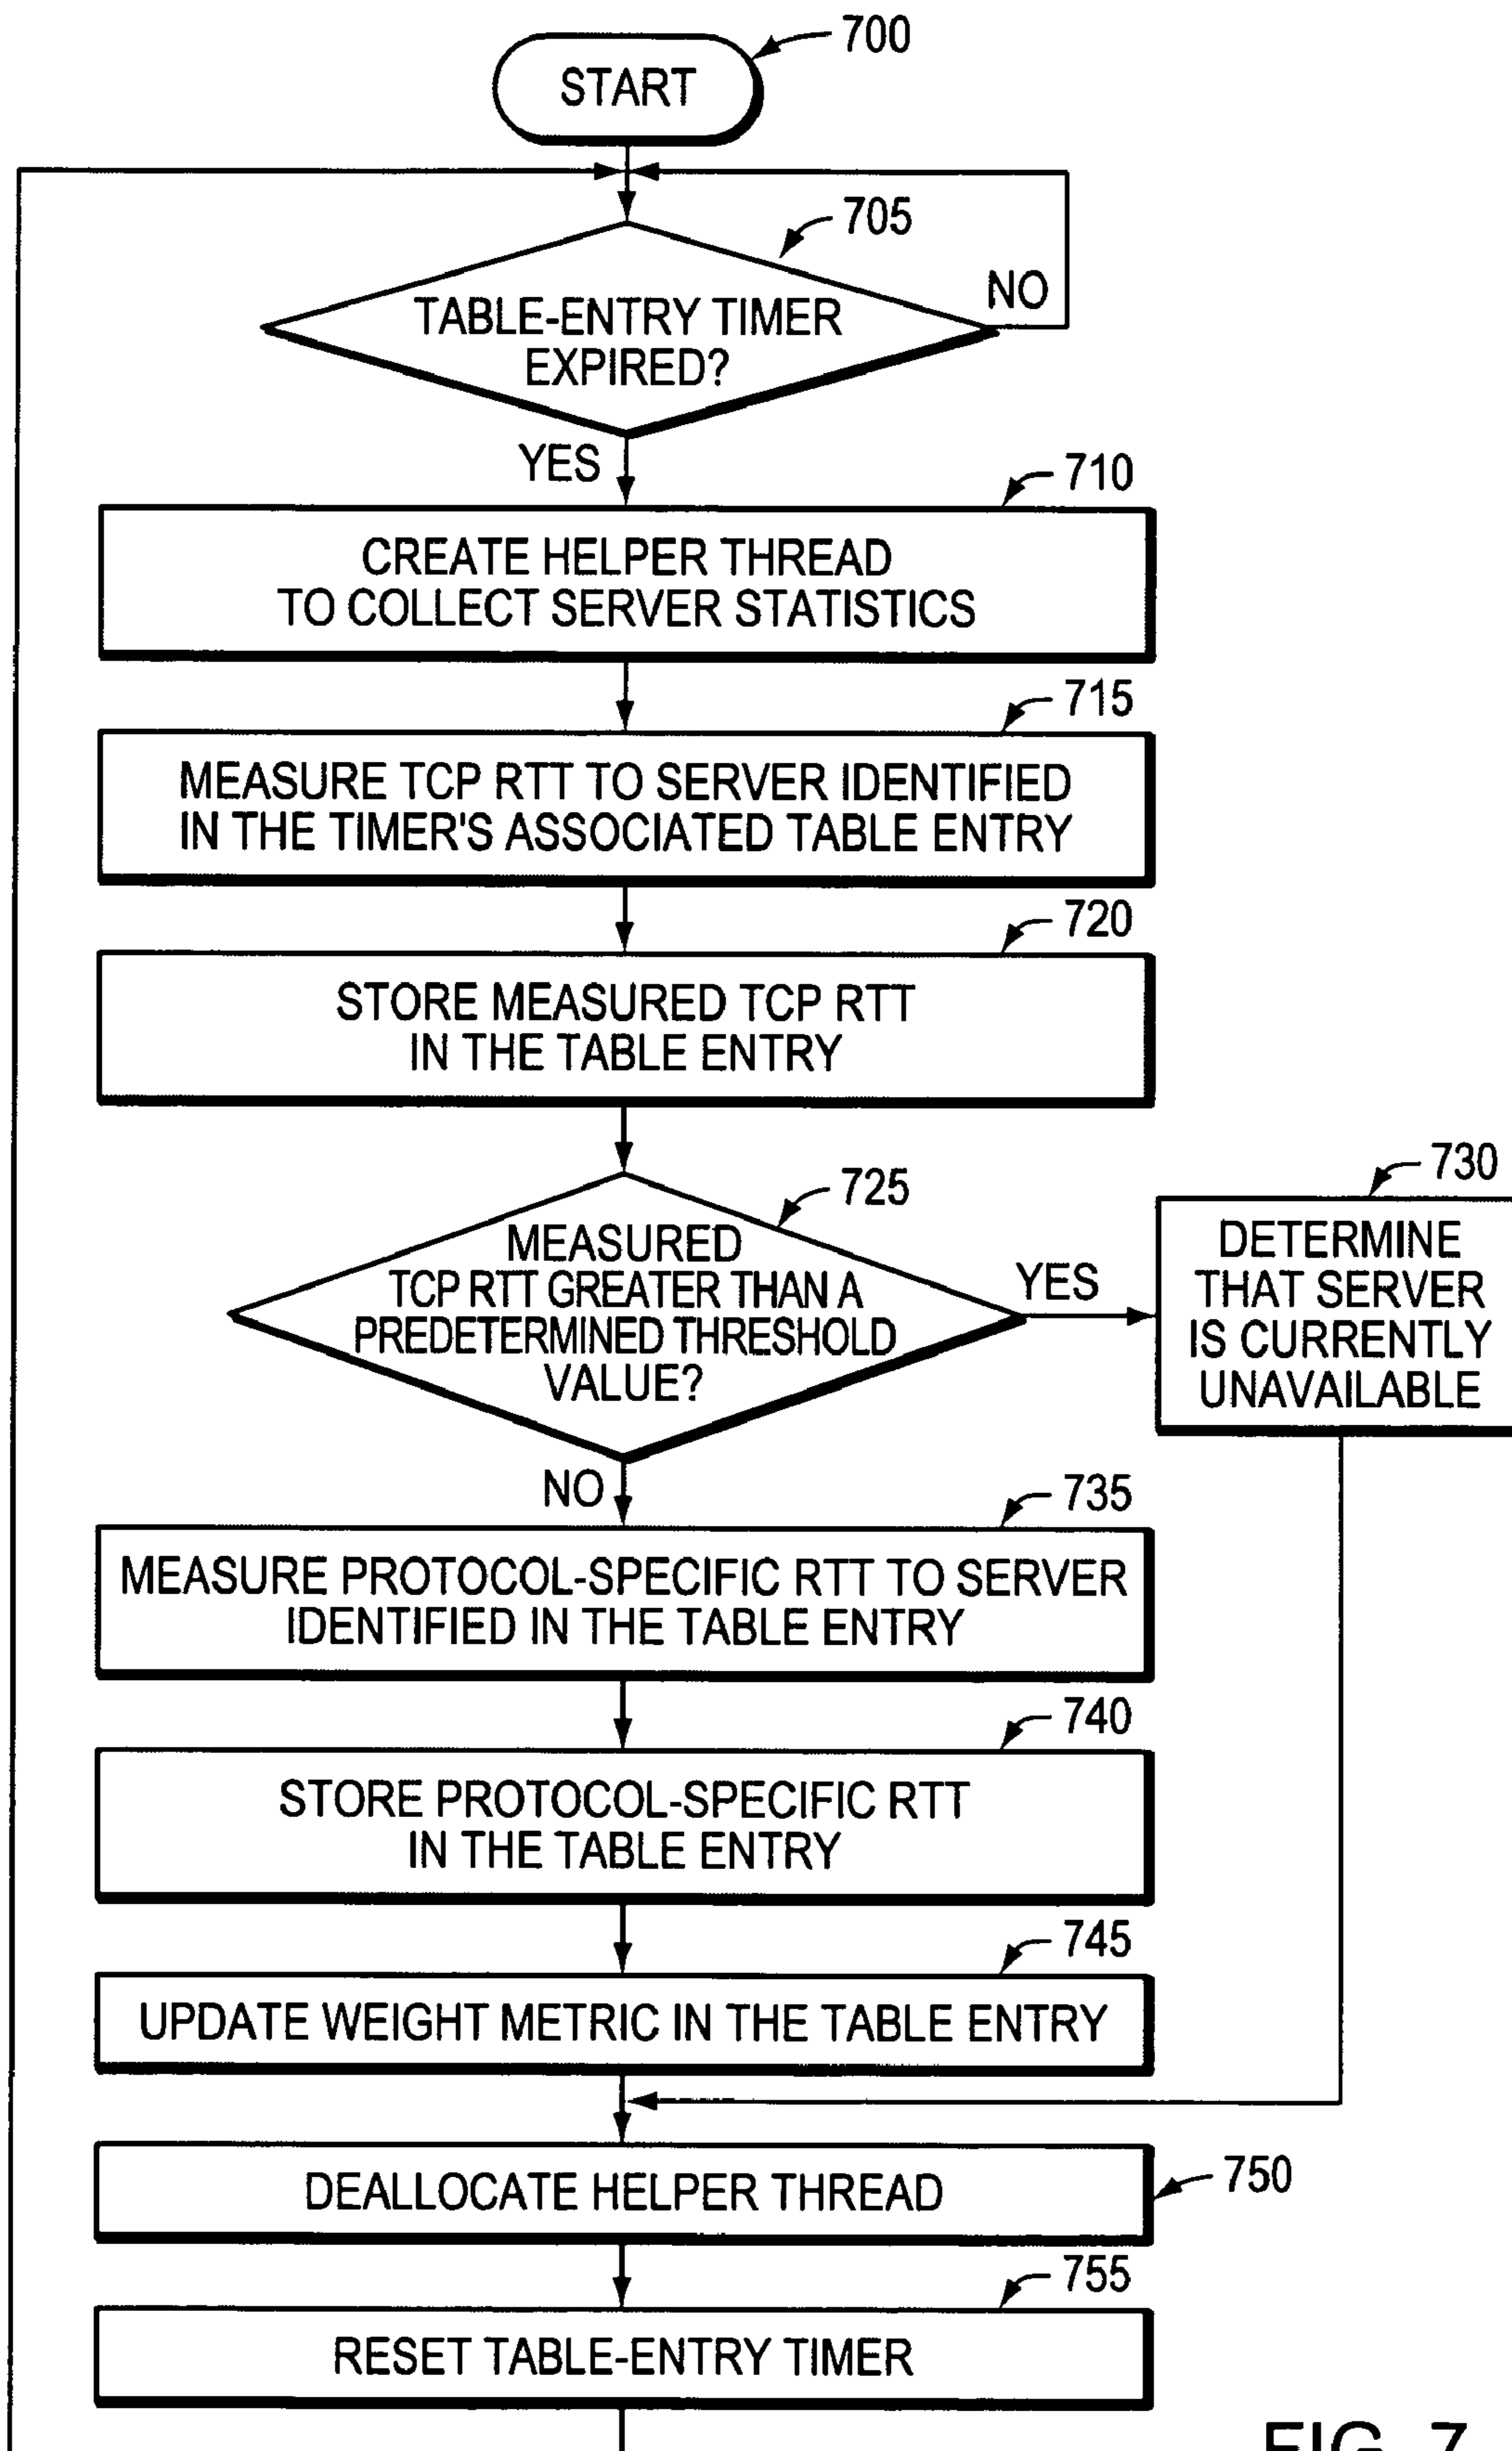 700
START
705
TABLE-ENTRY TIMER
EXPIRED?
NO
YES
710
CREATE HELPER THREAD
TO COLLECT SERVER STATISTICS
715
MEASURE TCP RTT TO SERVER IDENTIFIED
IN THE TIMER'S ASSOCIATED TABLE ENTRY
720
STORE MEASURED TCP RTT
IN THE TABLE ENTRY
725
MEASURED
TCP RTT GREATER THAN A
PREDETERMINED THRESHOLD
VALUE?
YES
730
DETERMINE
THAT SERVER
IS CURRENTLY
UNAVAILABLE
NO
735
MEASURE PROTOCOL-SPECIFIC RTT TO SERVER
IDENTIFIED IN THE TABLE ENTRY
740
STORE PROTOCOL-SPECIFIC RTT
IN THE TABLE ENTRY
745
UPDATE WEIGHT METRIC IN THE TABLE ENTRY
750
DEALLOCATE HELPER THREAD
755
RESET TABLE-ENTRY TIMER
FIG. 7